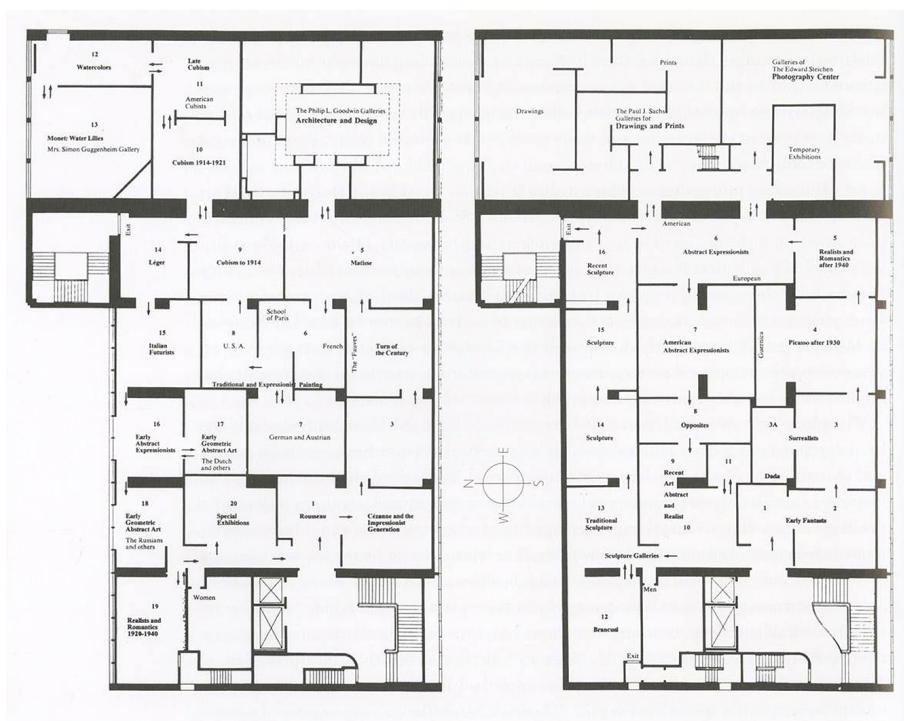 12
Watercolors
Late
Cubism
11
American
Cubists
13
Monet: Water Lilies
Mrs. Simon Guggenheim Gallery
10
Cubism 1914-1921
The Philip L. Goodwin Galleries
Architecture and Design
Exit
14
Léger
9
Cubism to 1914
5
Matisse
School
of Paris
15
Italian
Futurists
8
U. S. A.
French
The "Fauves"
Turn of
the Century
Traditional and Expressionist Painting
16
Early
Abstract
Expressionists
17
Early
Geometric
Abstract Art
The Dutch
and others
7
German and Austrian
3
18
Early
Geometric
Abstract Art
The Russians
and others
20
Special
Exhibitions
1
Rousseau
2
Cézanne and the
Impressionist
Generation
Women
19
Realists and
Romantics
1920-1940
N
E
S
W
Drawings
Prints
The Paul J. Sachs
Galleries for
Drawings and Prints
Galleries of
The Edward Steichen
Photography Center
Temporary
Exhibitions
Exit
American
16
Recent
Sculpture
6
Abstract Expressionists
European
5
Realists and
Romantics
after 1940
15
Sculpture
7
American
Abstract Expressionists
Guernica
4
Picasso after 1930
4
14
Sculpture
8
Opposites
3A
3
Surrealists
9
Recent
Art
Abstract
and
Realist
10
11
Dada
13
Traditional
Sculpture
1
2
Early Fantasts
Sculpture Galleries
Men
12
Brancusi
Exit